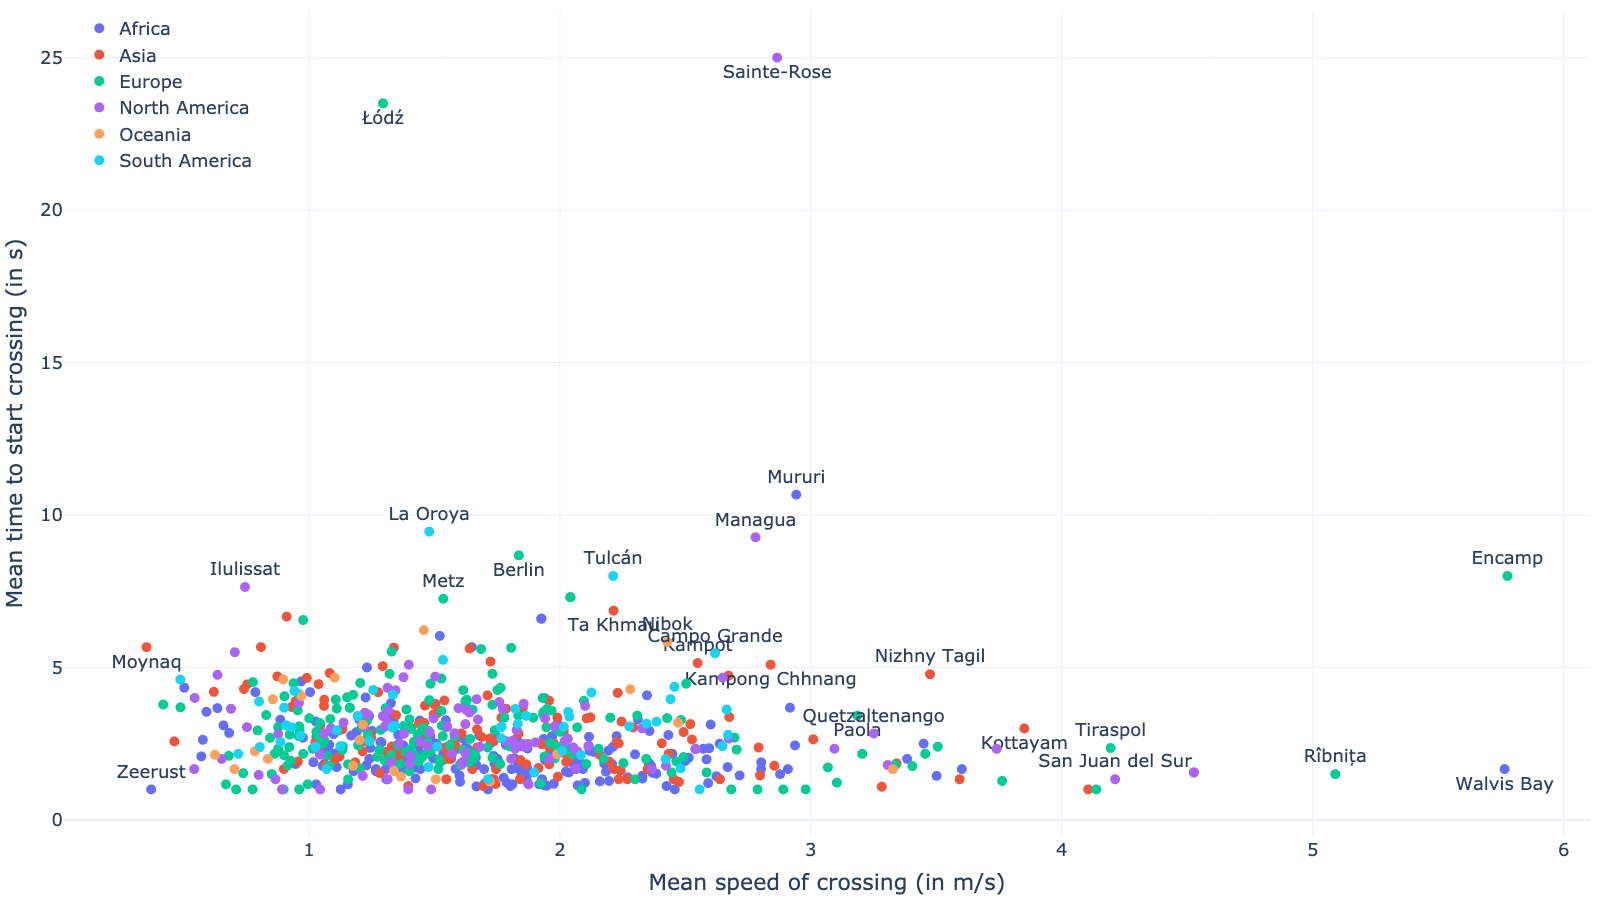 Africa
Asia
Europe
North America
Oceania
South America
25
20
15
10
5
0
Mean time to start crossing (in s)
Sainte-Rose
Łódź
Mururi
La Oroya
Managua
Ilulissat
Metz
Berlin
Tulcán
Encamp
Ta Khmau
Nibok
Campo Grande
Kampot
Moynaq
Nizhny Tagil
Kampong Chhnang
Quetzaltenango
Paola
Kottayam
Tiraspol
San Juan del Sur
Rîbnița
Zeerust
Walvis Bay
1
2
3
4
5
6
Mean speed of crossing (in m/s)